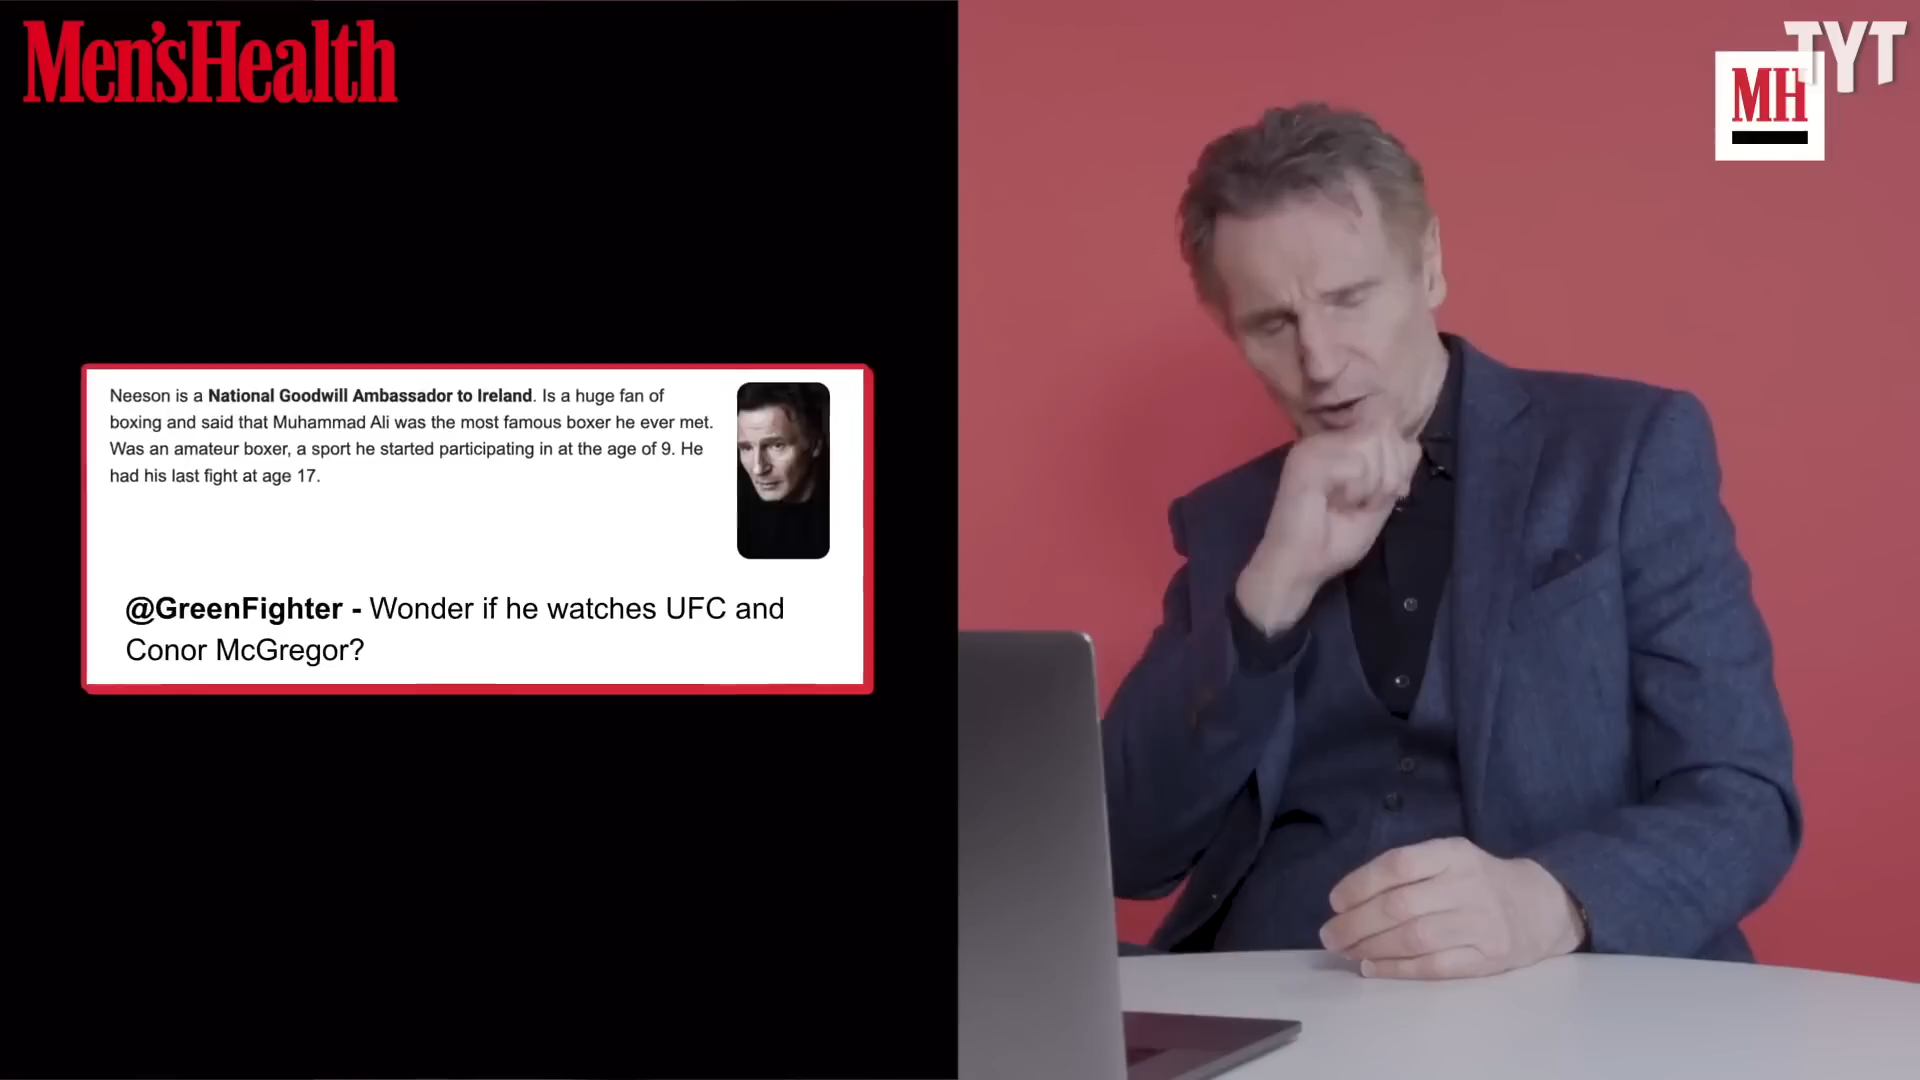 Men'sHealth
TYT
MH
Neeson is a National Goodwill Ambassador to Ireland. Is a huge fan of
boxing and said that Muhammad Ali was the most famous boxer he ever met.
Was an amateur boxer, a sport he started participating in at the age of 9. He
had his last fight at age 17.
@GreenFighter - Wonder if he watches UFC and
Conor McGregor?